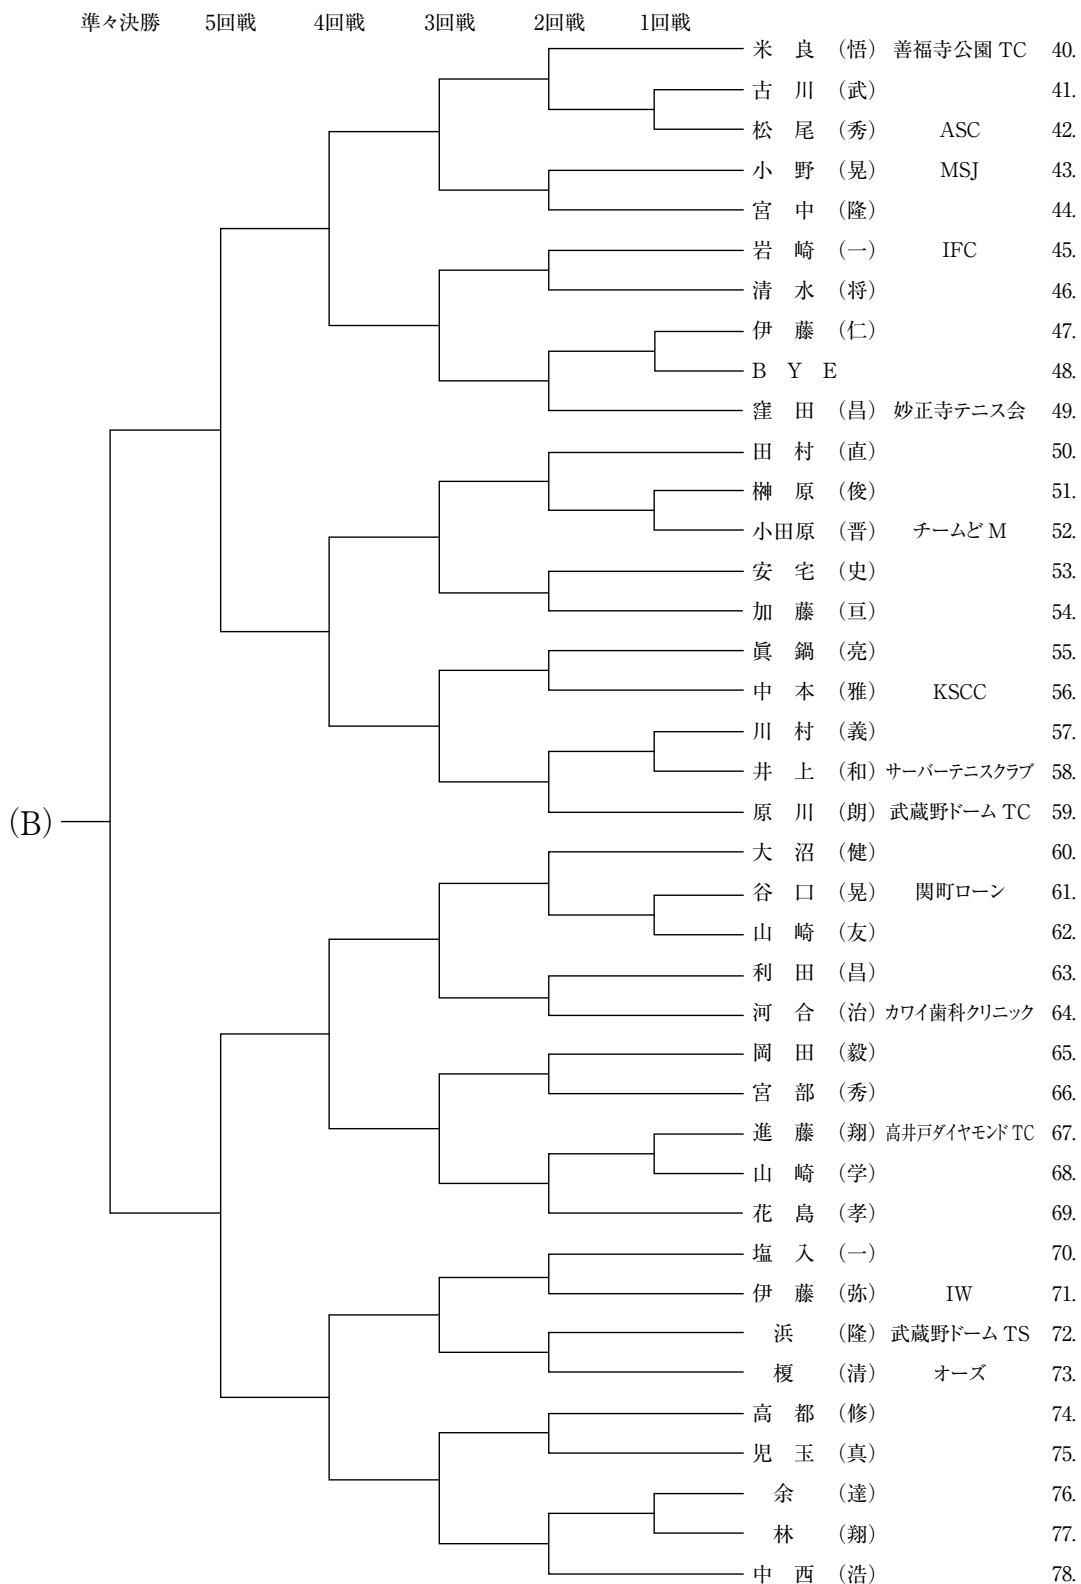 準々決勝 5回戦 4回戦 3回戦 2回戦 1回戦
米 良 （悟） 善福寺公園 TC 40.
古 川 （武） 41.
松 尾 （秀） ASC 42.
小 野 （晃） MSJ 43.
宮 中 （隆） 44.
岩 崎 （一） IFC 45.
清 水 （将） 46.
伊 藤 （仁） 47.
B Y E 48.
窪 田 （昌） 妙正寺テニス会 49.
田 村 （直） 50.
榊 原 （俊） 51.
小田原 （晋） チームど M 52.
安 宅 （史） 53.
加 藤 （亘） 54.
眞 鍋 （亮） 55.
中 本 （雅） KSCC 56.
川 村 （義） 57.
井 上 （和） サーバーテニスクラブ 58.
原 川 （朗） 武蔵野ドーム TC 59.
(B)
大 沼 （健） 60.
谷 口 （晃） 関町ローン 61.
山 崎 （友） 62.
利 田 （昌） 63.
河 合 （治） カワイ歯科クリニック 64.
岡 田 （毅） 65.
宮 部 （秀） 66.
進 藤 （翔） 高井戸ダイヤモンド TC 67.
山 崎 （学） 68.
花 島 （孝） 69.
塩 入 （一） 70.
伊 藤 （弥） IW 71.
浜 （隆） 武蔵野ドーム TS 72.
榎 （清） オーズ 73.
高 都 （修） 74.
児 玉 （真） 75.
余 （達） 76.
林 （翔） 77.
中 西 （浩） 78.